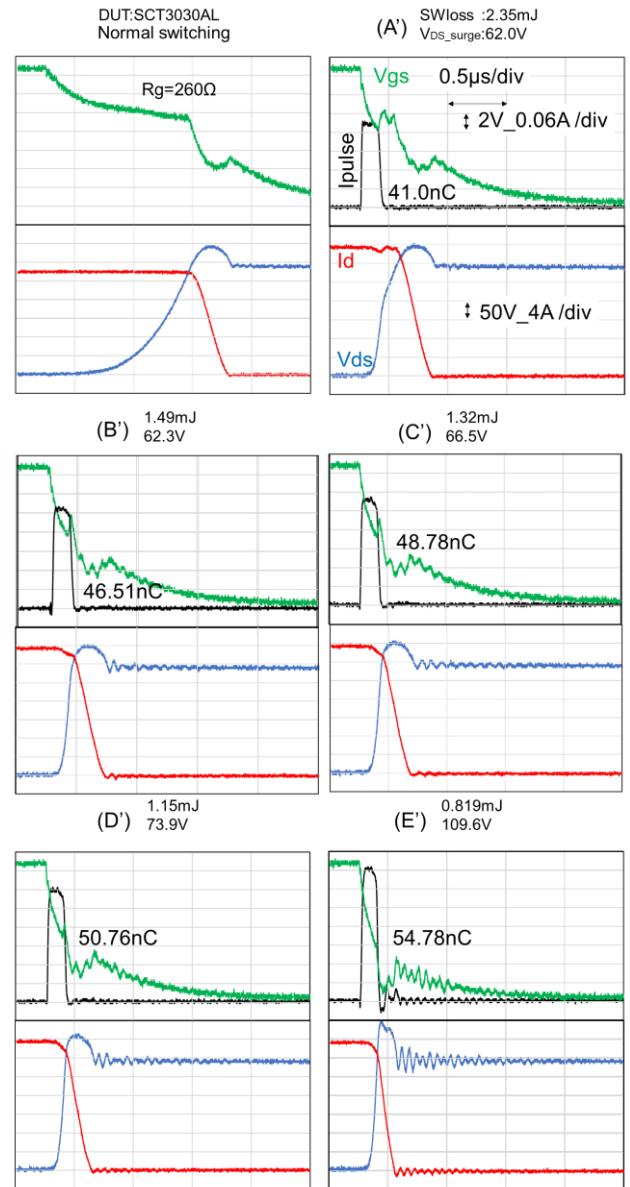 DUT:SCT3030AL
Normal switching
(A') SWloss :2.35mJ
VDS_surge:62.0V
Rg=260Ω
Vgs 0.5μs/div
2V_0.06A /div
Ipulse
41.0nC
Id
50V_4A /div
Vds
(B') 1.49mJ
62.3V
(C') 1.32mJ
66.5V
46.51nC
48.78nC
(D') 1.15mJ
73.9V
(E') 0.819mJ
109.6V
50.76nC
54.78nC